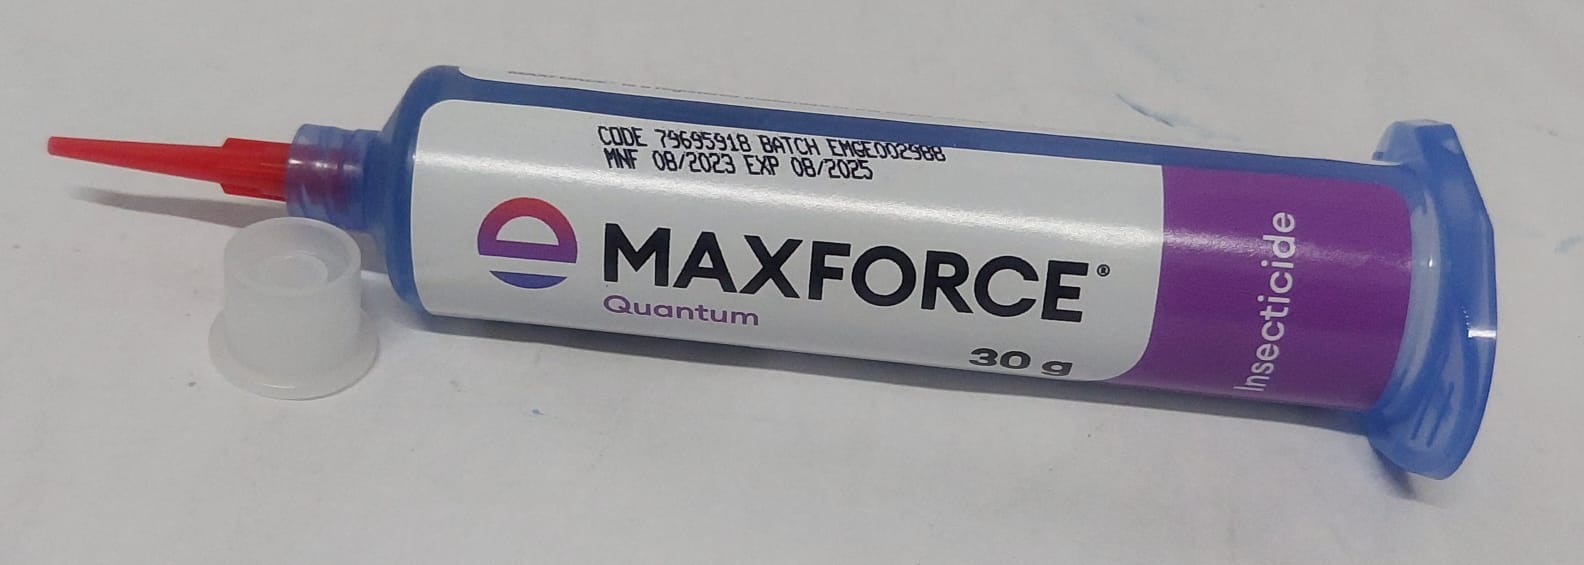 CODE 79695918 BATCH EMGE002988
MNF 08/2023 EXP 08/2025
MAXFORCE®
Quantum
30 g
Insecticide